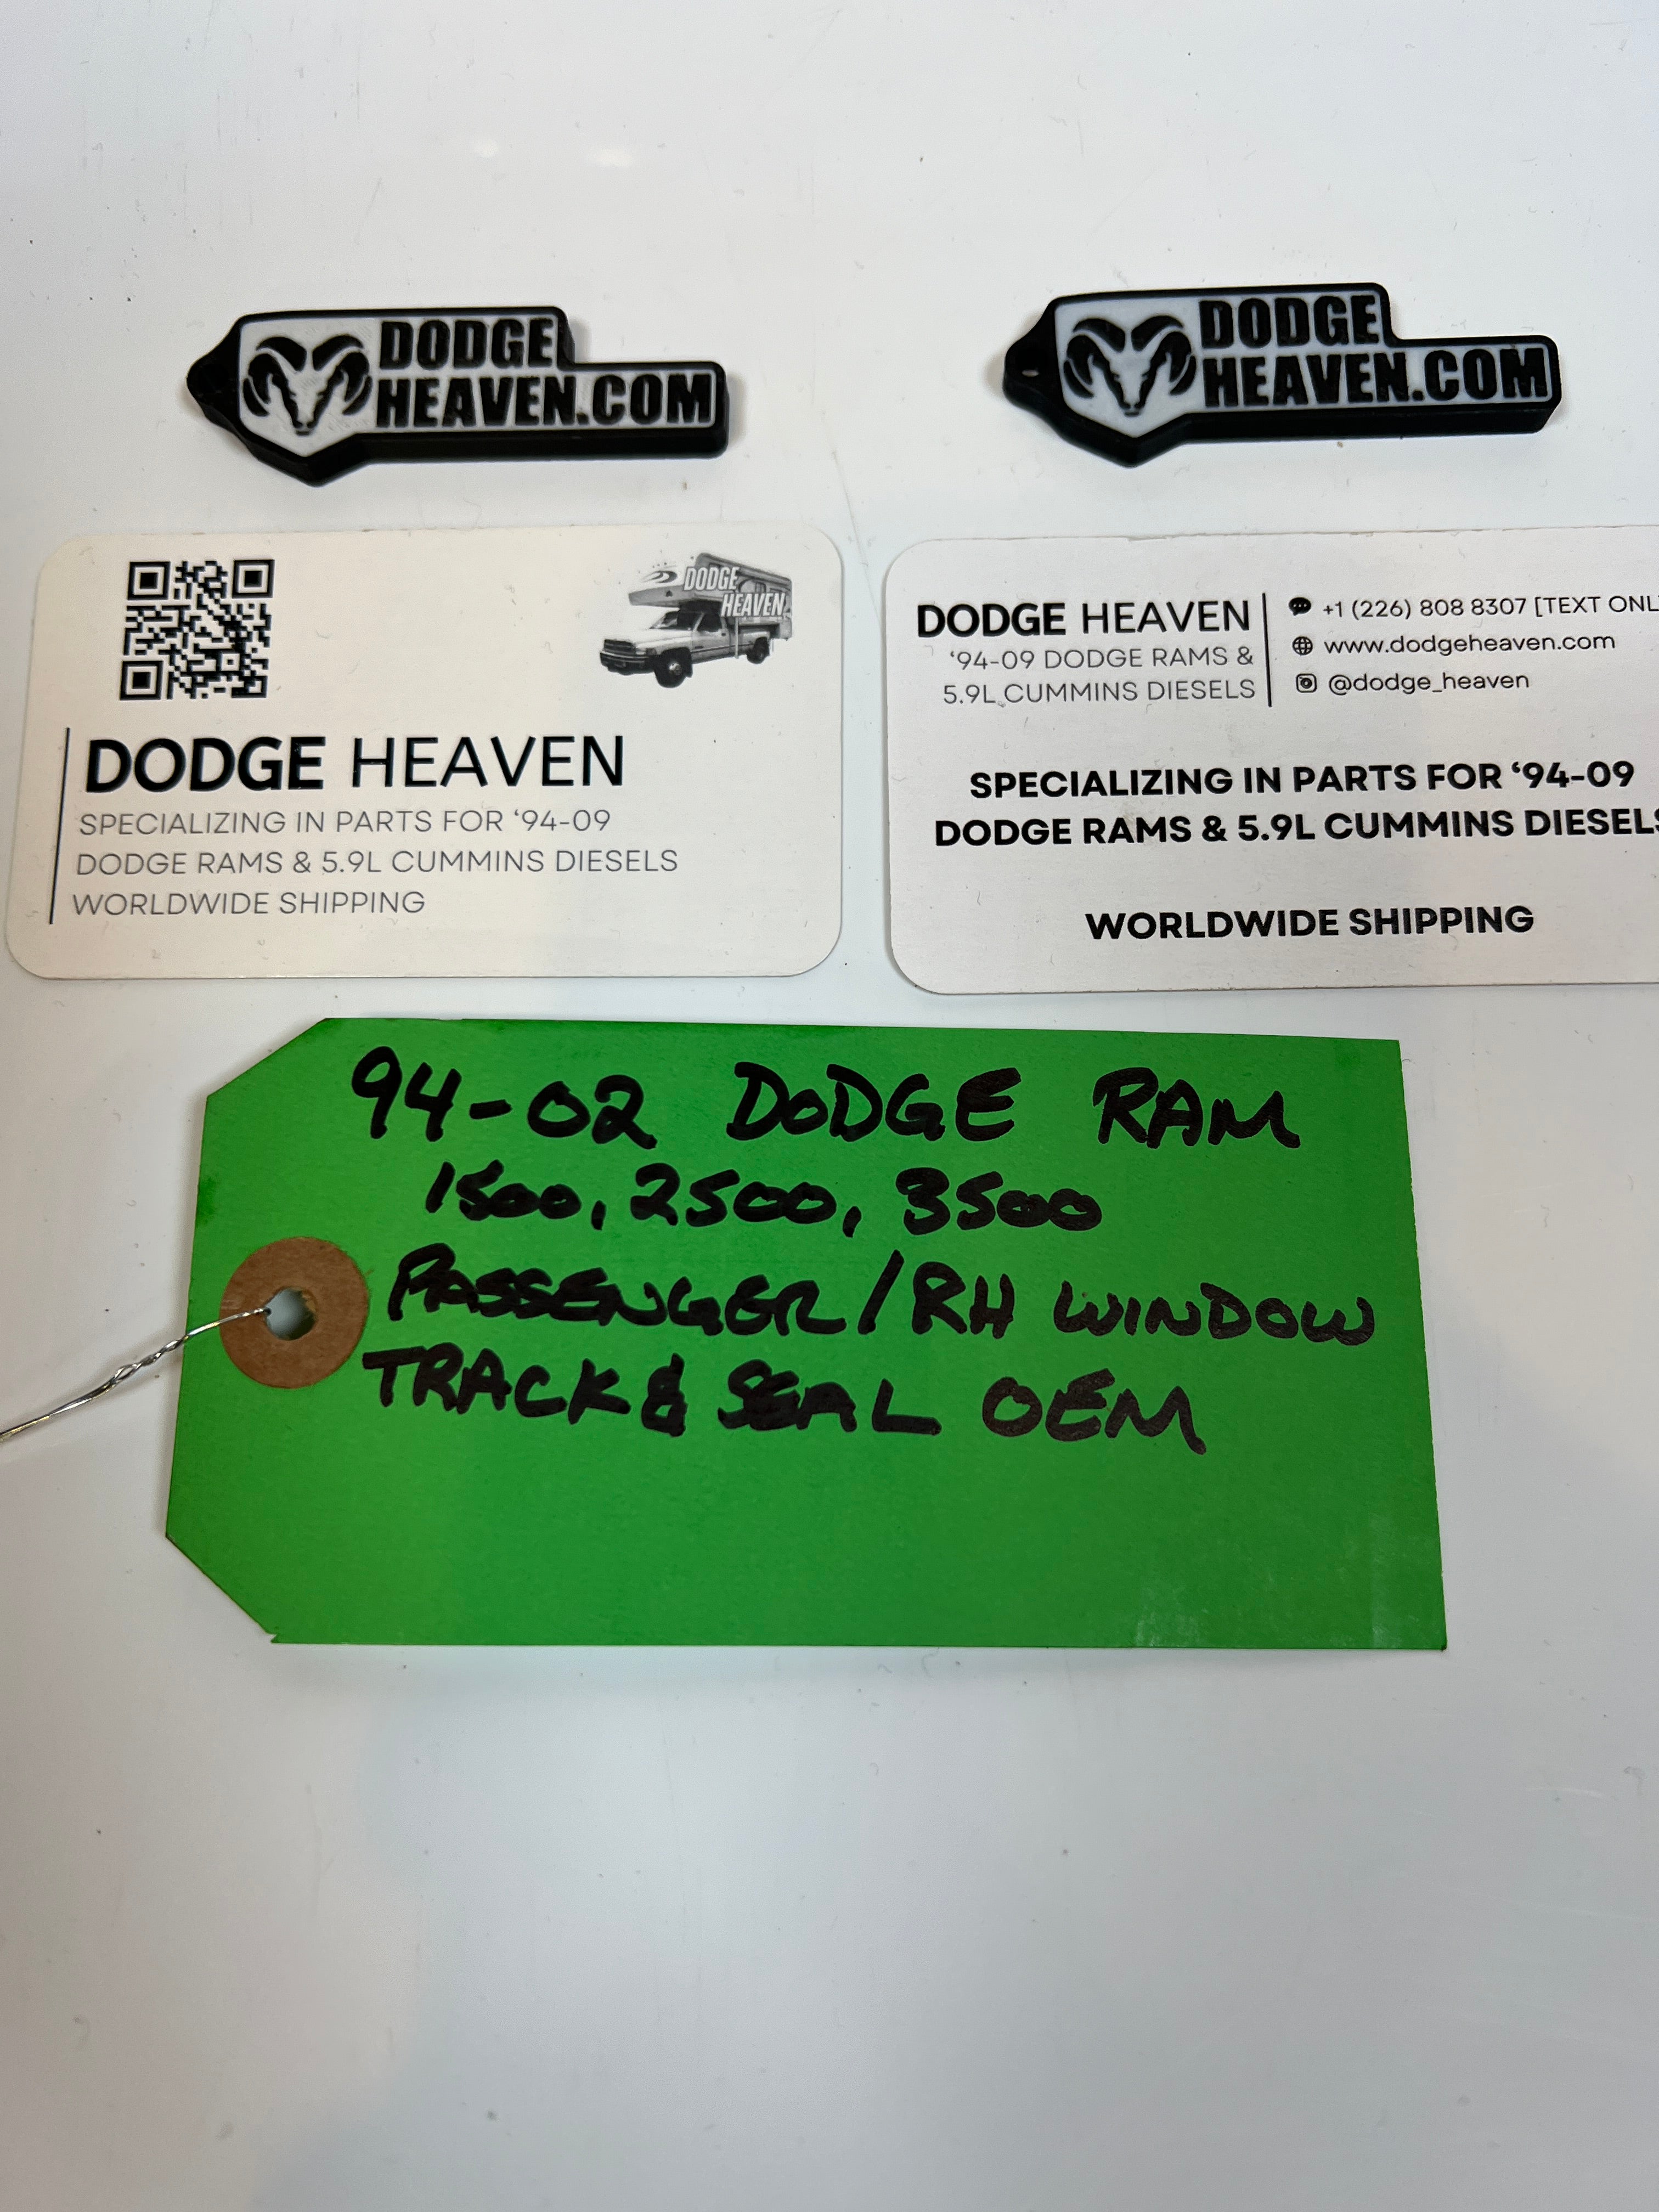 DODGE
HEAVEN.COM
DODGE
HEAVEN.COM
DODGE
HEAVEN
DODGE HEAVEN
SPECIALIZING IN PARTS FOR ‘94-09
DODGE RAMS & 5.9L CUMMINS DIESELS
WORLDWIDE SHIPPING
DODGE HEAVEN
‘94-09 DODGE RAMS &
5.9L CUMMINS DIESELS
+1 (226) 808 8307 [TEXT ONL
www.dodgeheaven.com
@dodge_heaven
SPECIALIZING IN PARTS FOR ‘94-09
DODGE RAMS & 5.9L CUMMINS DIESELS
WORLDWIDE SHIPPING
94-02 DODGE RAM
1500, 2500, 3500
PASSENGER/RH WINDOW
TRACK & SEAL OEM